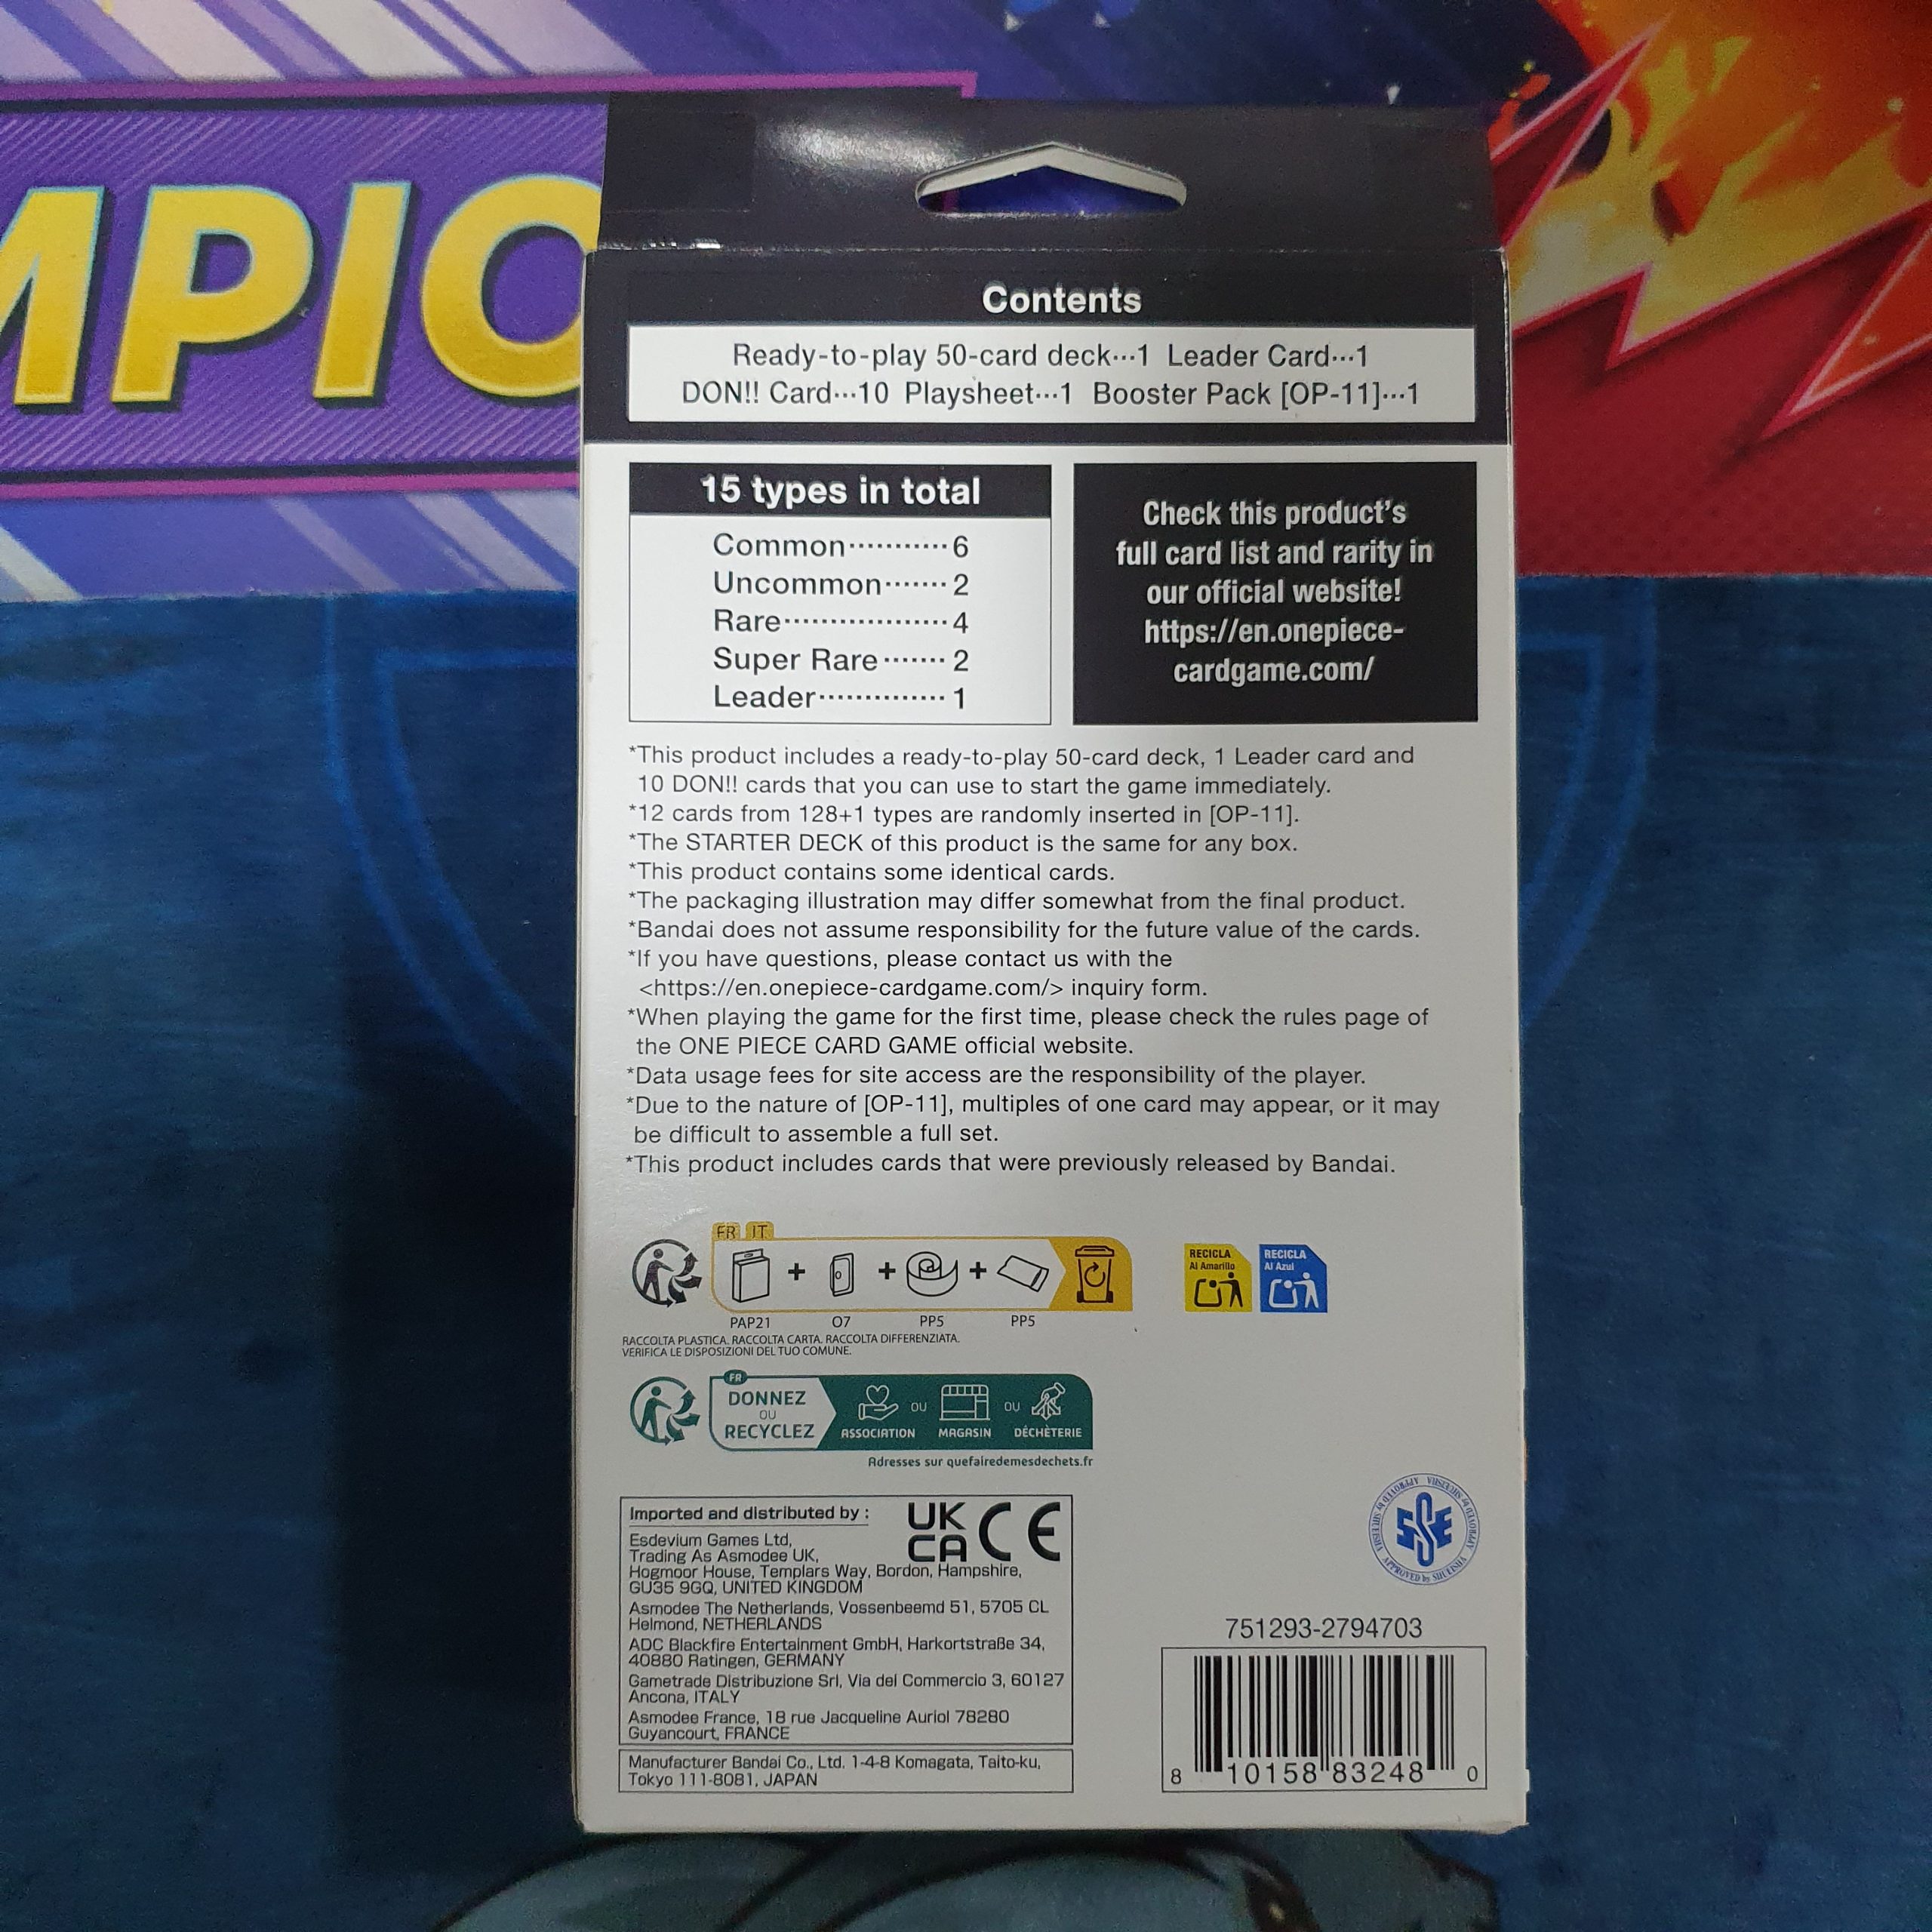 MPIO
Contents
Ready-to-play 50-card deck···1 Leader Card···1
DON!! Card···10 Playsheet···1 Booster Pack [OP-11]···1
15 types in total
Common··········· 6
Uncommon······· 2
Rare·················· 4
Super Rare······· 2
Leader·············· 1
Check this product's
full card list and rarity in
our official website!
https://en.onepiece-
cardgame.com/
*This product includes a ready-to-play 50-card deck, 1 Leader card and
10 DON!! cards that you can use to start the game immediately.
*12 cards from 128+1 types are randomly inserted in [OP-11].
*The STARTER DECK of this product is the same for any box.
*This product contains some identical cards.
*The packaging illustration may differ somewhat from the final product.
*Bandai does not assume responsibility for the future value of the cards.
*If you have questions, please contact us with the
<https://en.onepiece-cardgame.com/> inquiry form.
*When playing the game for the first time, please check the rules page of
the ONE PIECE CARD GAME official website.
*Data usage fees for site access are the responsibility of the player.
*Due to the nature of [OP-11], multiples of one card may appear, or it may
be difficult to assemble a full set.
*This product includes cards that were previously released by Bandai.
FR IT
+ + +
PAP21 07 PP5 PP5
RECICLA
Al Amarillo
RECICLA
Al Azul
RACCOLTA PLASTICA. RACCOLTA CARTA. RACCOLTA DIFFERENZIATA.
VERIFICA LE DISPOSIZIONI DEL TUO COMUNE.
FR
DONNEZ
OU
RECYCLEZ
ASSOCIATION OU MAGASIN OU DÉCHÈTERIE
Adresses sur quefairedemesdechets.fr
Imported and distributed by :
UK
CA
CE
Esdevium Games Ltd,
Trading As Asmodee UK,
Hogmoor House, Templars Way, Bordon, Hampshire,
GU35 9GQ, UNITED KINGDOM
Asmodee The Netherlands, Vossenbeemd 51, 5705 CL
Helmond, NETHERLANDS
ADC Blackfire Entertainment GmbH, Harkortstraße 34,
40880 Ratingen, GERMANY
Gametrade Distribuzione Srl, Via del Commercio 3, 60127
Ancona, ITALY
Asmodee France, 18 rue Jacqueline Auriol 78280
Guyancourt, FRANCE
Manufacturer Bandai Co., Ltd. 1-4-8 Komagata, Taito-ku,
Tokyo 111-8081, JAPAN
APPROVED by SHUEISHA
APPROVED by SHUEISHA
APPROVED by SHUEISHA
SSE
751293-2794703
8 10158 83248 0